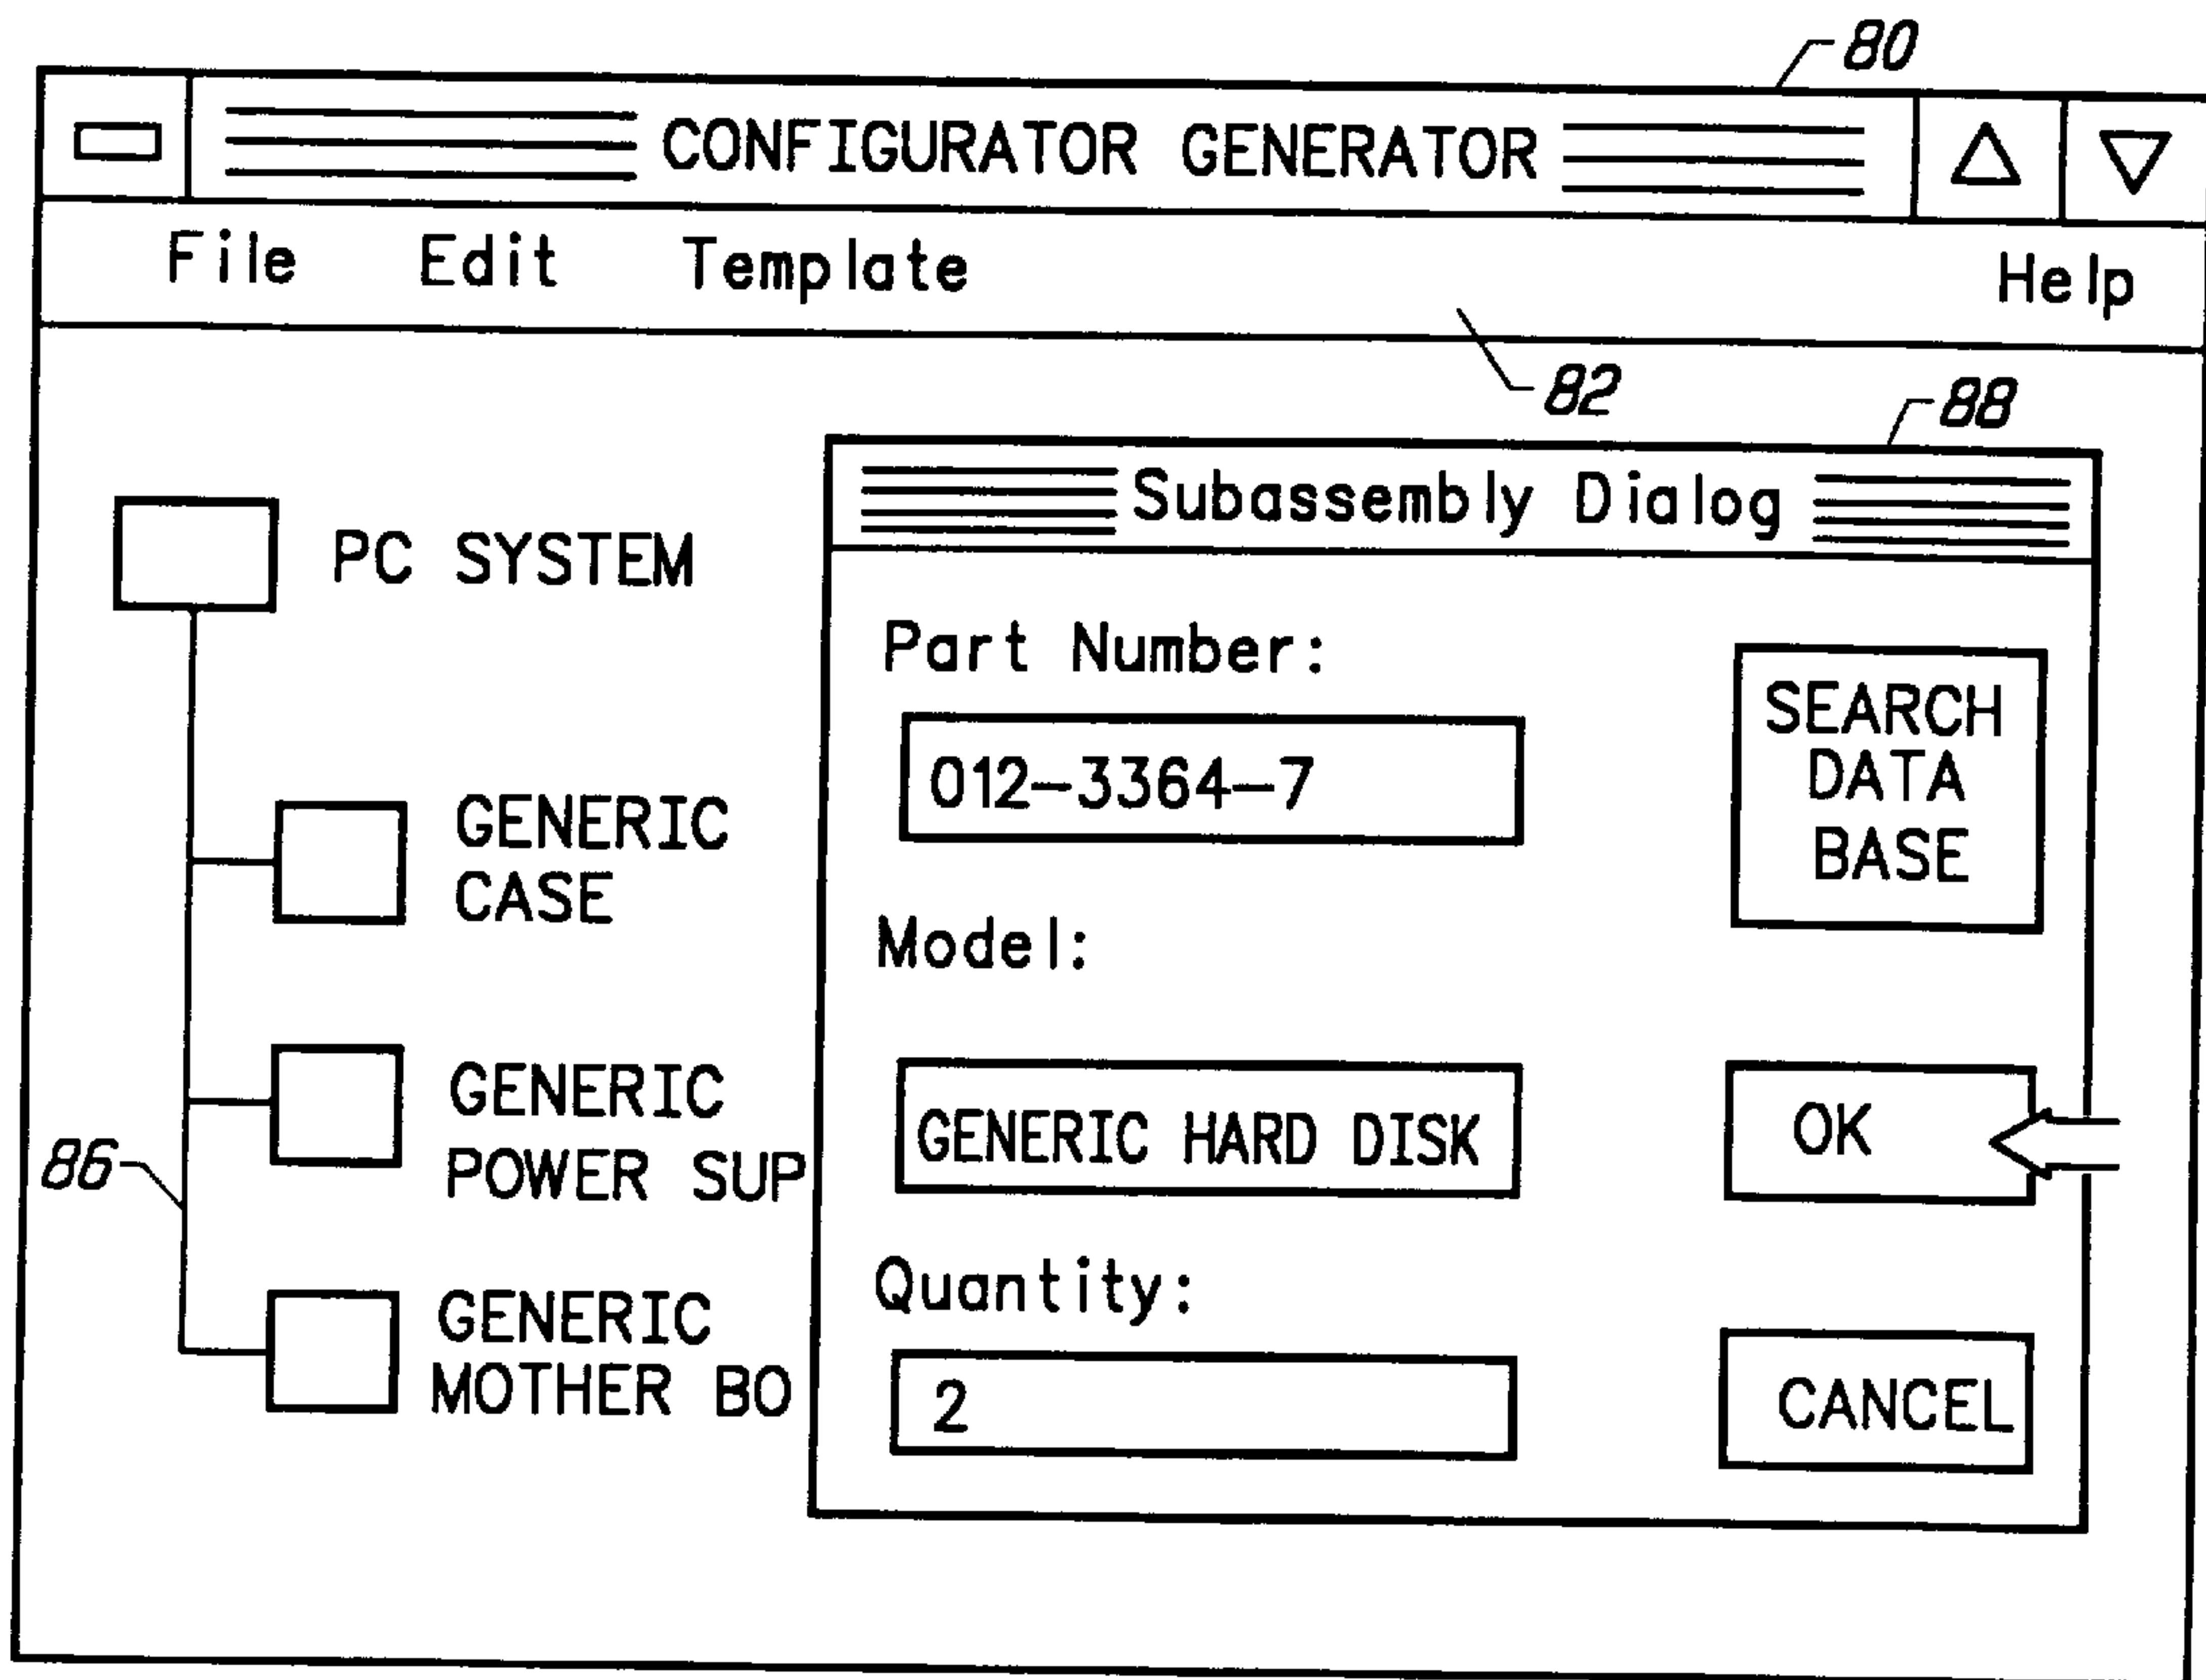 80
CONFIGURATOR GENERATOR
File Edit Template Help
82
88
PC SYSTEM
GENERIC
CASE
GENERIC
POWER SUP
86
GENERIC
MOTHER BO
Subassembly Dialog
Part Number:
012-3364-7
SEARCH
DATA
BASE
Model:
GENERIC HARD DISK
OK
Quantity:
2
CANCEL